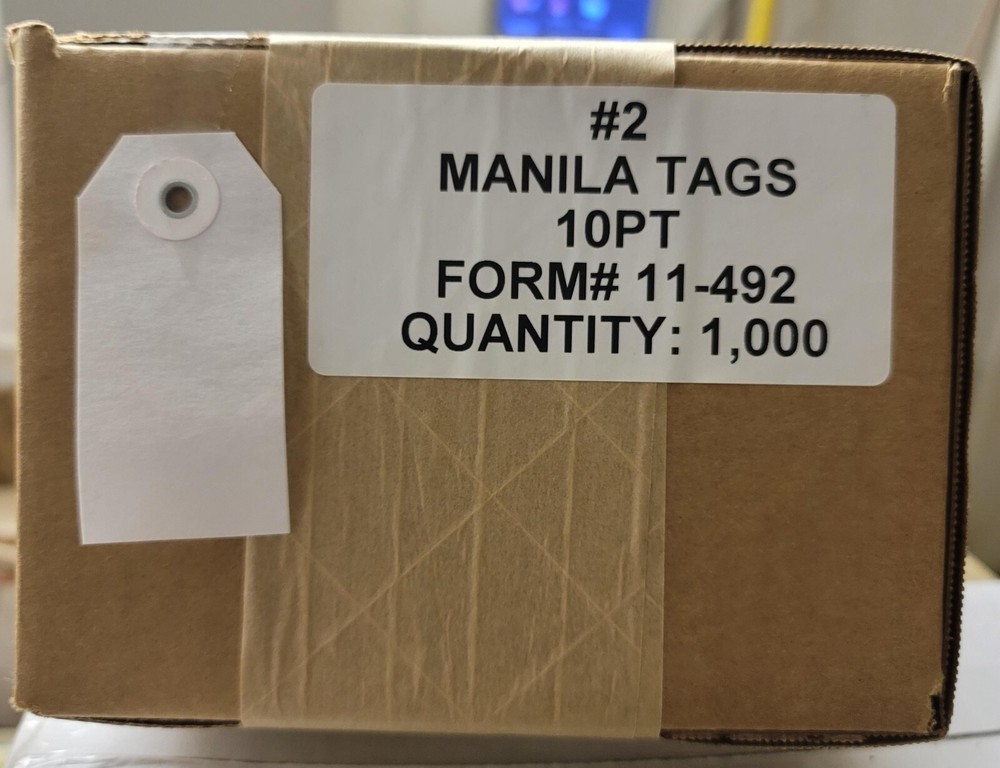 #2
MANILA TAGS
10PT
FORM# 11-492
QUANTITY: 1,000